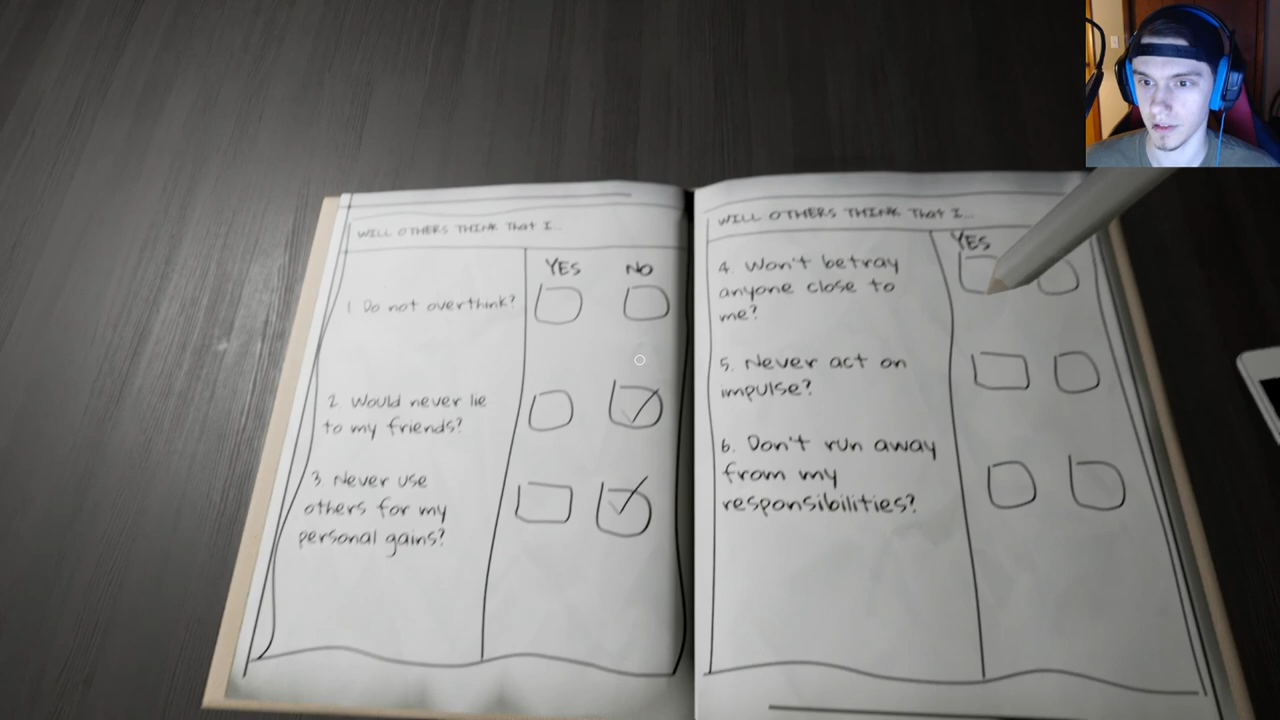 WILL OTHERS THINK That I...
YES NO
1 Do not overthink?
2. Would never lie
to my friends?
3. Never use
others for my
personal gains?
WILL OTHERS THINK That I...
YES
4. Won't betray
anyone close to
me?
5. Never act on
impulse?
6. Don't run away
from my
responsibilities?